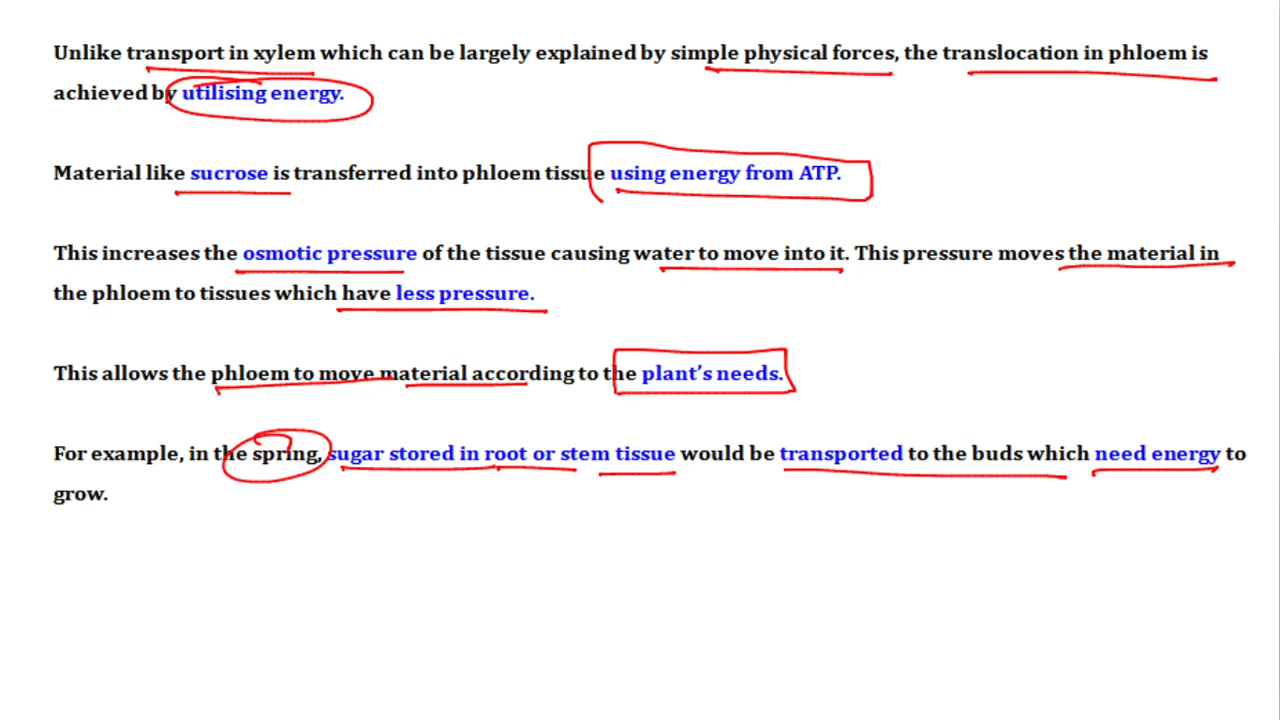 Unlike transport in xylem which can be largely explained by simple physical forces, the translocation in phloem is
achieved by utilising energy.
Material like sucrose is transferred into phloem tissue using energy from ATP.
This increases the osmotic pressure of the tissue causing water to move into it. This pressure moves the material in
the phloem to tissues which have less pressure.
This allows the phloem to move material according to the plant’s needs.
For example, in the spring, sugar stored in root or stem tissue would be transported to the buds which need energy to
grow.